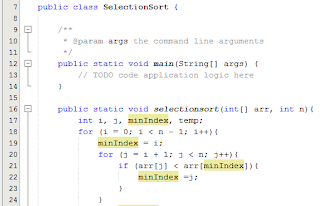 7 public class SelectionSort {
8
9 /**
10 * @param args the command line arguments
11 */
12 public static void main(String[] args) {
13 // TODO code application logic here
14 }
15
16 public static void selectionsort(int[] arr, int n){
17 int i, j, minIndex, temp;
18 for (i = 0; i < n - 1; i++){
19 minIndex = i;
20 for (j = i + 1; j < n; j++){
21 if (arr[j] < arr[minIndex]){
22 minIndex =j;
23 }
24 }